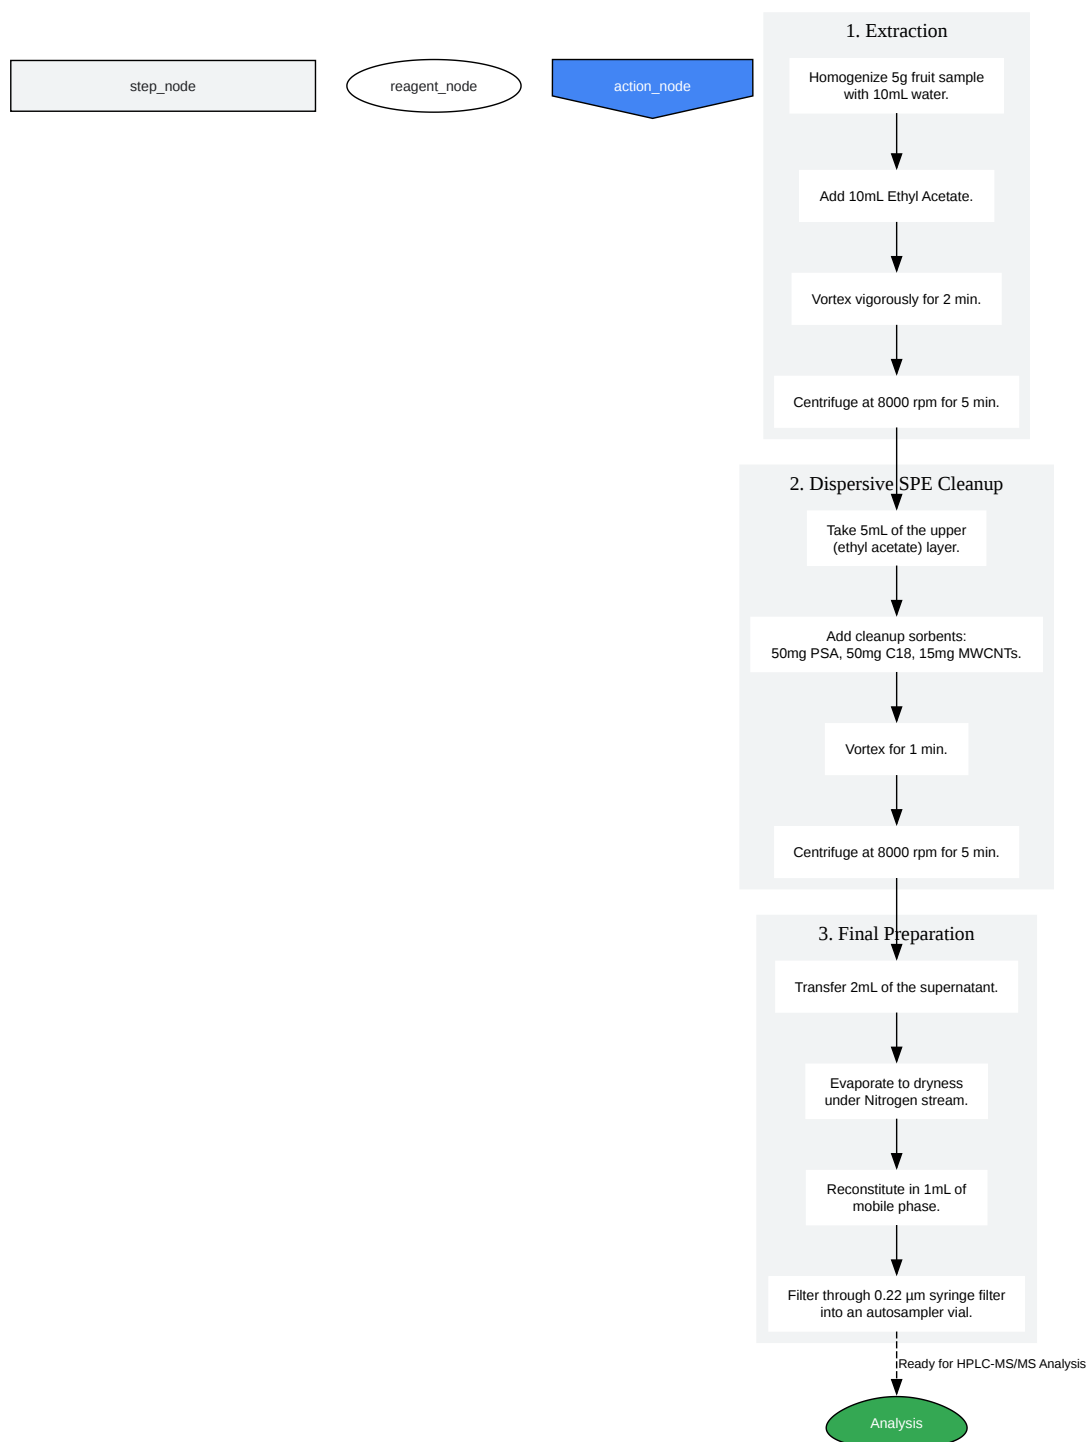 1. Extraction
step_node
reagent_node
action_node
Homogenize 5g fruit sample
with 10mL water.
Add 10mL Ethyl Acetate.
Vortex vigorously for 2 min.
Centrifuge at 8000 rpm for 5 min.
2. Dispersive SPE Cleanup
Take 5mL of the upper
(ethyl acetate) layer.
Add cleanup sorbents:
50mg PSA, 50mg C18, 15mg MWCNTs.
Vortex for 1 min.
Centrifuge at 8000 rpm for 5 min.
3. Final Preparation
Transfer 2mL of the supernatant.
Evaporate to dryness
under Nitrogen stream.
Reconstitute in 1mL of
mobile phase.
Filter through 0.22 µm syringe filter
into an autosampler vial.
Ready for HPLC-MS/MS Analysis
Analysis